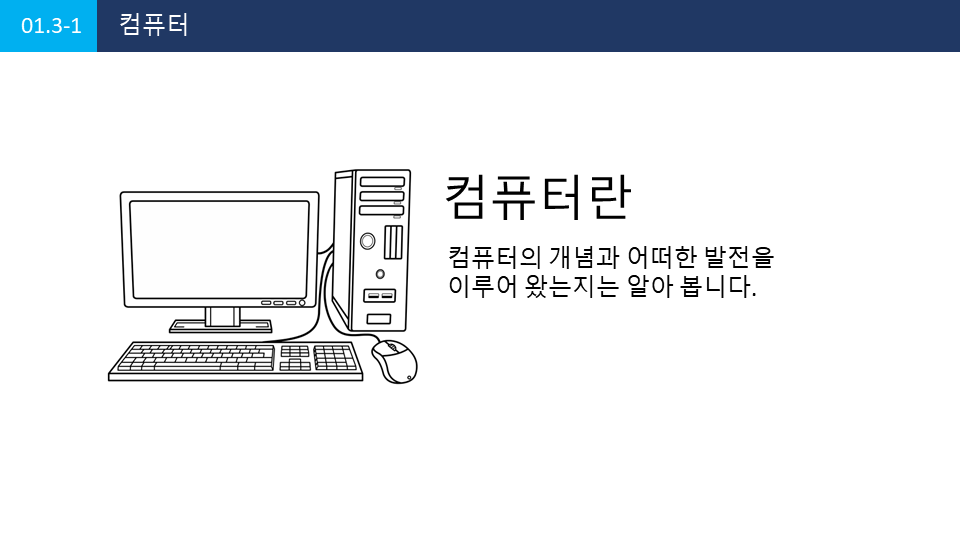 01.3-1
컴퓨터
컴퓨터란
컴퓨터의 개념과 어떠한 발전을
이루어 왔는지는 알아 봅니다.